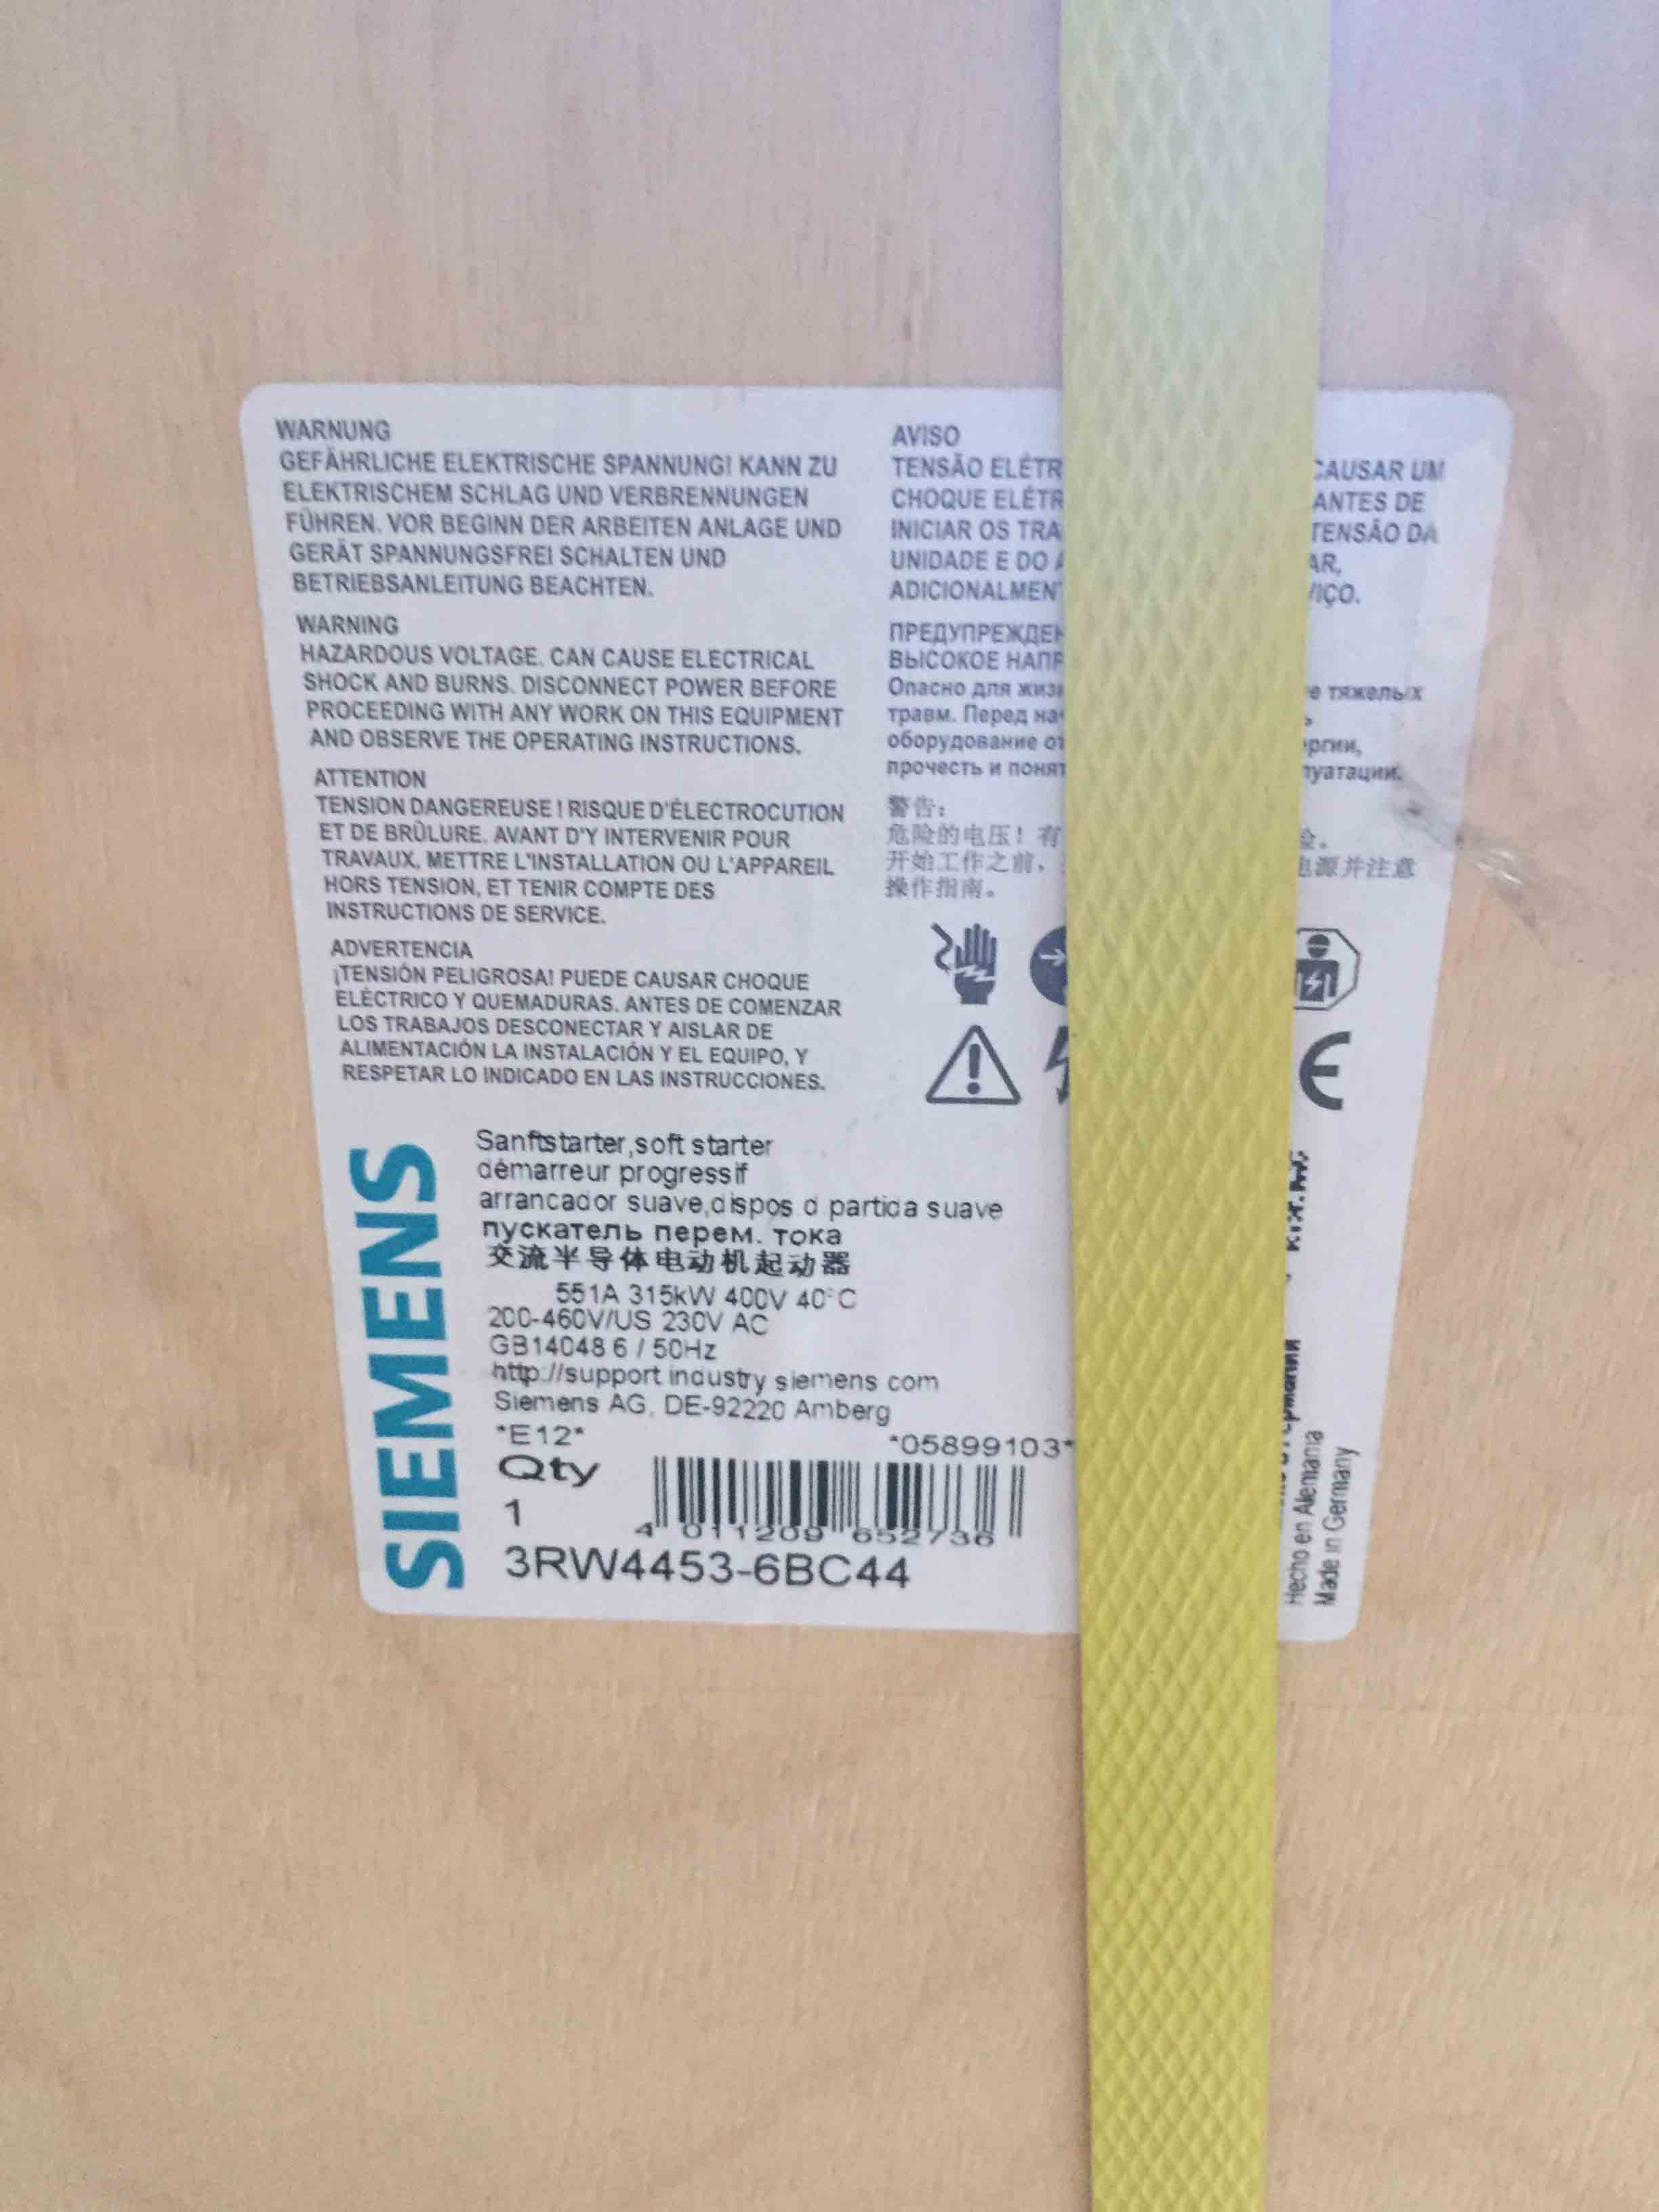 WARNUNG
GEFÄHRLICHE ELEKTRISCHE SPANNUNG! KANN ZU
ELEKTRISCHEM SCHLAG UND VERBRENNUNGEN
FÜHREN. VOR BEGINN DER ARBEITEN ANLAGE UND
GERÄT SPANNUNGSFREI SCHALTEN UND
BETRIEBSANLEITUNG BEACHTEN.
WARNING
HAZARDOUS VOLTAGE. CAN CAUSE ELECTRICAL
SHOCK AND BURNS. DISCONNECT POWER BEFORE
PROCEEDING WITH ANY WORK ON THIS EQUIPMENT
AND OBSERVE THE OPERATING INSTRUCTIONS.
ATTENTION
TENSION DANGEREUSE ! RISQUE D'ÉLECTROCUTION
ET DE BRÛLURE. AVANT D'Y INTERVENIR POUR
TRAVAUX, METTRE L'INSTALLATION OU L'APPAREIL
HORS TENSION, ET TENIR COMPTE DES
INSTRUCTIONS DE SERVICE.
ADVERTENCIA
¡TENSIÓN PELIGROSA! PUEDE CAUSAR CHOQUE
ELÉCTRICO Y QUEMADURAS. ANTES DE COMENZAR
LOS TRABAJOS DESCONECTAR Y AISLAR DE
ALIMENTACIÓN LA INSTALACIÓN Y EL EQUIPO, Y
RESPETAR LO INDICADO EN LAS INSTRUCCIONES.
AVISO
TENSÃO CAUSAR UM
CHOQUE ANTES DE
INICIAR OS TENSÃO DA
UNIDADE E DO
ПРЕДУПРЕЖДЕН
ВЫСОКОЕ
Опасно для тяжелых
травм. Перед
оборудование
прочесть и
警告：
危险的电压！有
开始工作之前， 电源并注意
操作指南。
CE
SIEMENS
Sanftstarter,soft starter
démarreur progressif
arrancador suave,dispos d partida suave
пускатель перем. тока
交流半导体电动机起动器
551A 315kW 400V 40°C
200-460V/US 230V AC
GB14048 6 / 50Hz
http://support industry siemens com
Siemens AG, DE-92220 Amberg
*E12*
*05899103*
Qty
1
4 011209 652736
3RW4453-6BC44
Hecho en Alemania
Made in Germany